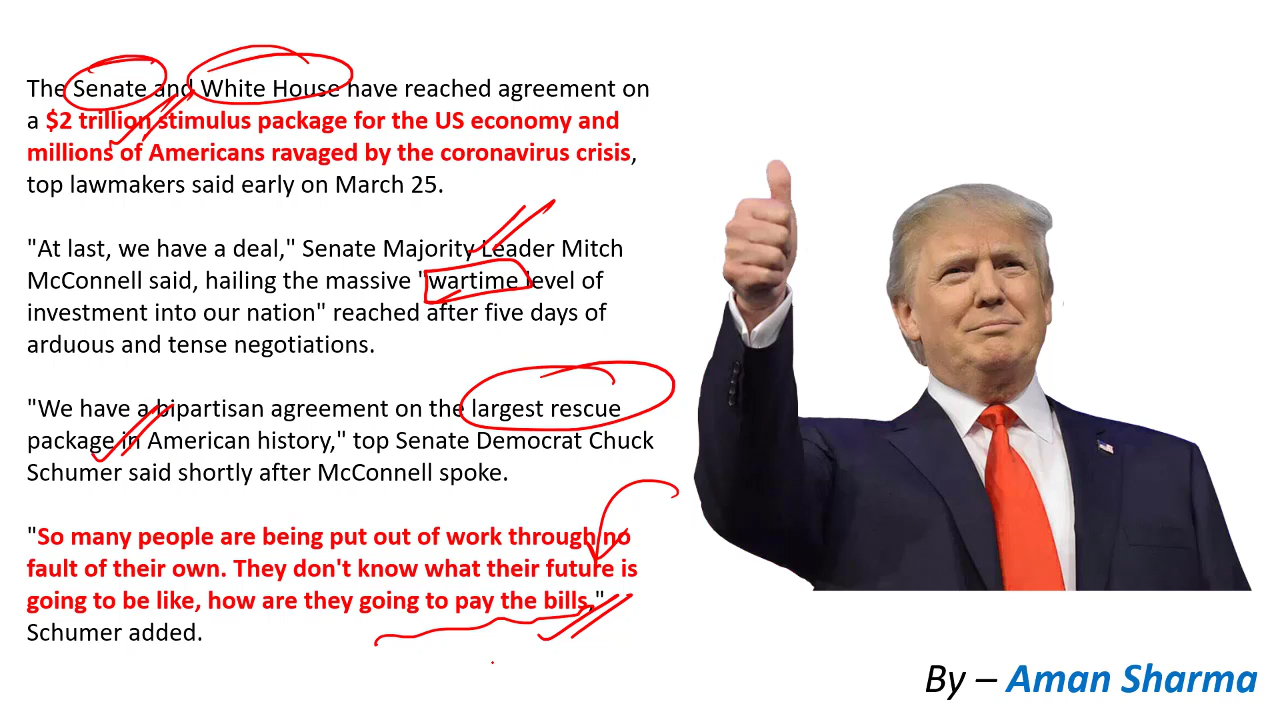 The Senate and White House have reached agreement on
a $2 trillion stimulus package for the US economy and
millions of Americans ravaged by the coronavirus crisis,
top lawmakers said early on March 25.
"At last, we have a deal," Senate Majority Leader Mitch
McConnell said, hailing the massive "wartime level of
investment into our nation" reached after five days of
arduous and tense negotiations.
"We have a bipartisan agreement on the largest rescue
package in American history," top Senate Democrat Chuck
Schumer said shortly after McConnell spoke.
"So many people are being put out of work through no
fault of their own. They don't know what their future is
going to be like, how are they going to pay the bills,"
Schumer added.
By – Aman Sharma